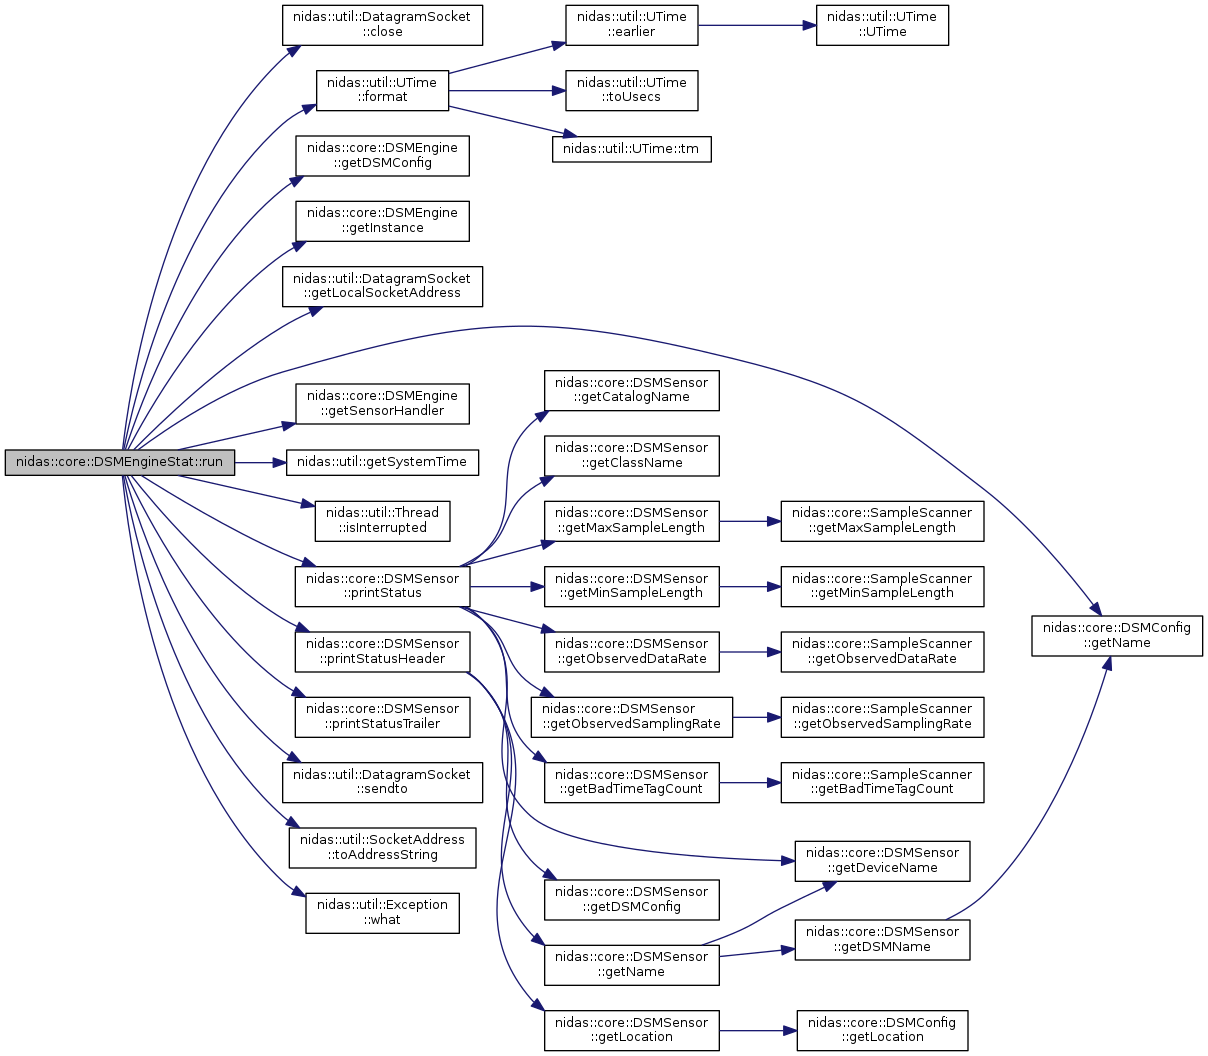 nidas::core::DSMEngineStat::run
nidas::util::DatagramSocket
::close
nidas::util::UTime
::format
nidas::core::DSMEngine
::getDSMConfig
nidas::core::DSMEngine
::getInstance
nidas::util::DatagramSocket
::getLocalSocketAddress
nidas::core::DSMEngine
::getSensorHandler
nidas::util::getSystemTime
nidas::util::Thread
::isInterrupted
nidas::core::DSMSensor
::printStatus
nidas::core::DSMSensor
::printStatusHeader
nidas::core::DSMSensor
::printStatusTrailer
nidas::util::DatagramSocket
::sendto
nidas::util::SocketAddress
::toAddressString
nidas::util::Exception
::what
nidas::util::UTime
::earlier
nidas::util::UTime
::toUsecs
nidas::util::UTime::tm
nidas::util::UTime
::UTime
nidas::core::DSMSensor
::getCatalogName
nidas::core::DSMSensor
::getClassName
nidas::core::DSMSensor
::getMaxSampleLength
nidas::core::DSMSensor
::getMinSampleLength
nidas::core::DSMSensor
::getObservedDataRate
nidas::core::DSMSensor
::getObservedSamplingRate
nidas::core::DSMSensor
::getBadTimeTagCount
nidas::core::DSMSensor
::getDSMConfig
nidas::core::DSMSensor
::getName
nidas::core::DSMSensor
::getLocation
nidas::core::SampleScanner
::getMaxSampleLength
nidas::core::SampleScanner
::getMinSampleLength
nidas::core::SampleScanner
::getObservedDataRate
nidas::core::SampleScanner
::getObservedSamplingRate
nidas::core::SampleScanner
::getBadTimeTagCount
nidas::core::DSMSensor
::getDeviceName
nidas::core::DSMSensor
::getDSMName
nidas::core::DSMConfig
::getLocation
nidas::core::DSMConfig
::getName